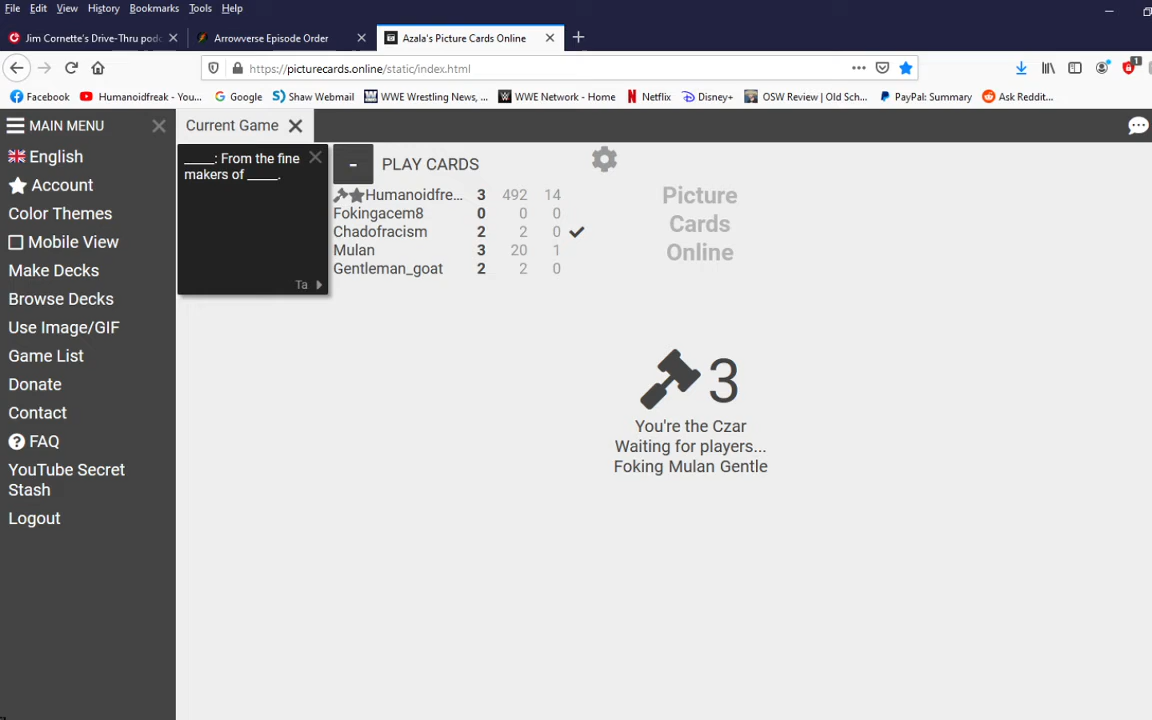 File Edit View History Bookmarks Tools Help
Jim Cornette's Drive-Thru pod
Arrowverse Episode Order
Azala's Picture Cards Online
https://picturecards.online/static/index.html
1
Facebook
Humanoidfreak - You...
Google
Shaw Webmail
WWE Wrestling News, ...
WWE Network - Home
Netflix
Disney+
OSW Review | Old Sch...
PayPal: Summary
Ask Reddit...
MAIN MENU
English
Account
Color Themes
Mobile View
Make Decks
Browse Decks
Use Image/GIF
Game List
Donate
Contact
FAQ
YouTube Secret
Stash
Logout
Current Game
_____: From the fine
makers of _____.
Ta
- PLAY CARDS
Humanoidfre... 3 492 14
Fokingacem8 0 0 0
Chadofracism 2 2 0
Mulan 3 20 1
Gentleman_goat 2 2 0
Picture
Cards
Online
3
You're the Czar
Waiting for players...
Foking Mulan Gentle